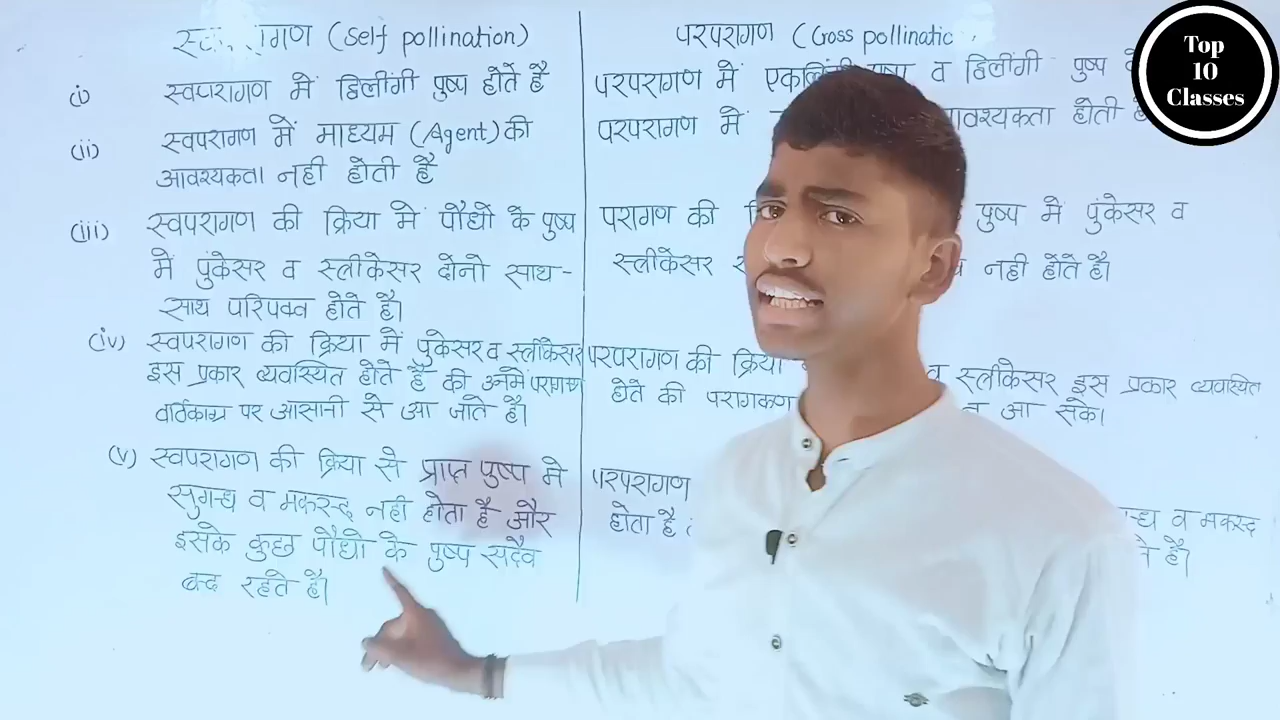 (Self pollination)
परपरागण (Cross pollinatio
(i) स्वपरागण में द्विलींगी पुष्प होते है
परपरागण में व द्विलींगी पुष्प
(ii) स्वपरागण में माध्यम (Agent) की
आवश्यकता नही होती है
परपरागण में आवश्यकता होती है
(iii) स्वपरागण की क्रिया में पौधो के पुष्प
में पुंकेसर व स्त्रीकेसर दोनो साथ-
साथ परिपक्व होते है।
परागण की पुष्प में पुंकेसर व
स्त्रीकेसर नही होते है।
(iv) स्वपरागण की क्रिया में पुंकेसर व स्त्रीकेसर
इस प्रकार व्यवस्थित होते है की उनमें परागकण
वर्तिकाग्र पर आसानी से आ जाते है।
परपरागण की क्रिया व स्त्रीकेसर इस प्रकार व्यवस्थित
होते की परागकण आ सके।
(v) स्वपरागण की क्रिया से प्राप्त पुष्प मे
सुगन्ध व मकरन्द नही होता है और
इसके कुछ पौधो के पुष्प सदैव
बन्द रहते है।
परपरागण व मकरन्द
होता है है।
Top
10
Classes